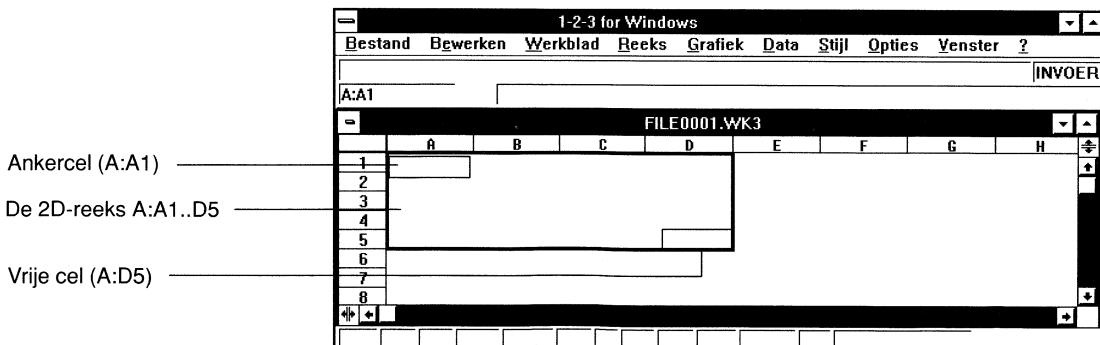 1-2-3 for Windows
Bestand Bewerken Werkblad Reeks Grafiek Data Stijl Opties Venster ?
INVOER
A:A1
FILE0001.WK3
A B C D E F G H
Ankercel (A:A1)
1
2
De 2D-reeks A:A1..D5
3
4
5
6
Vrije cel (A:D5)
7
8